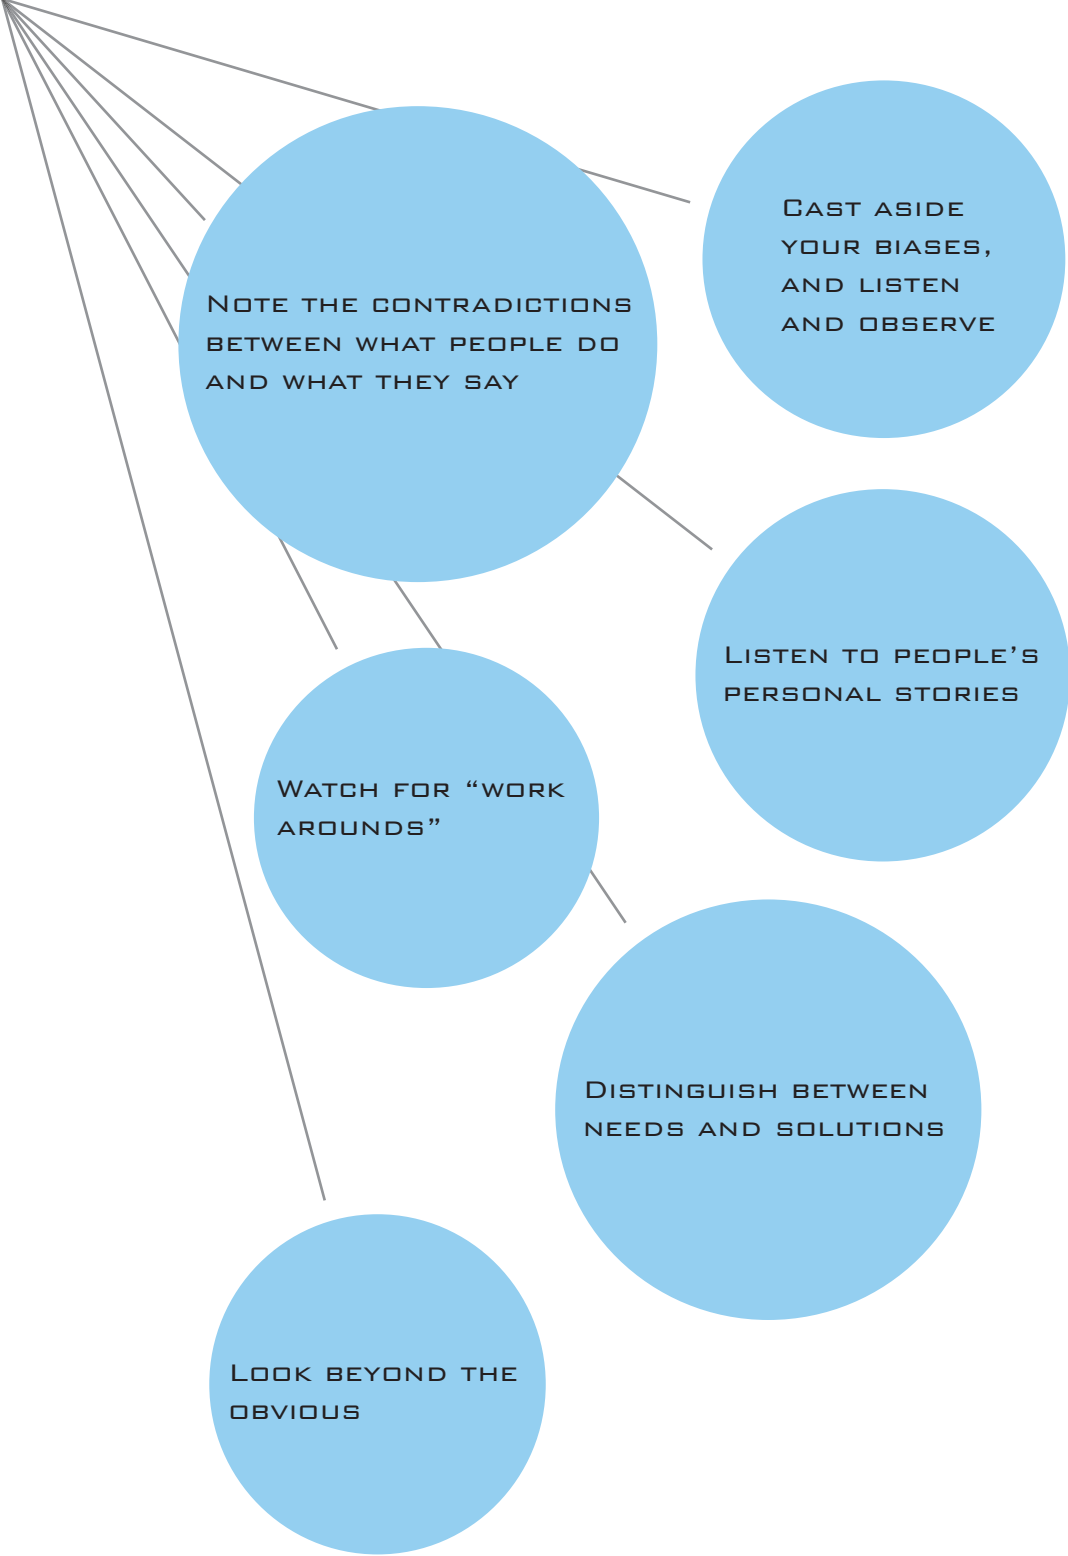 Cast aside
your biases,
and listen
and observe
Note the contradictions
between what people do
and what they say
Listen to people’s
personal stories
Watch for “work
arounds”
Distinguish between
needs and solutions
Look beyond the
obvious